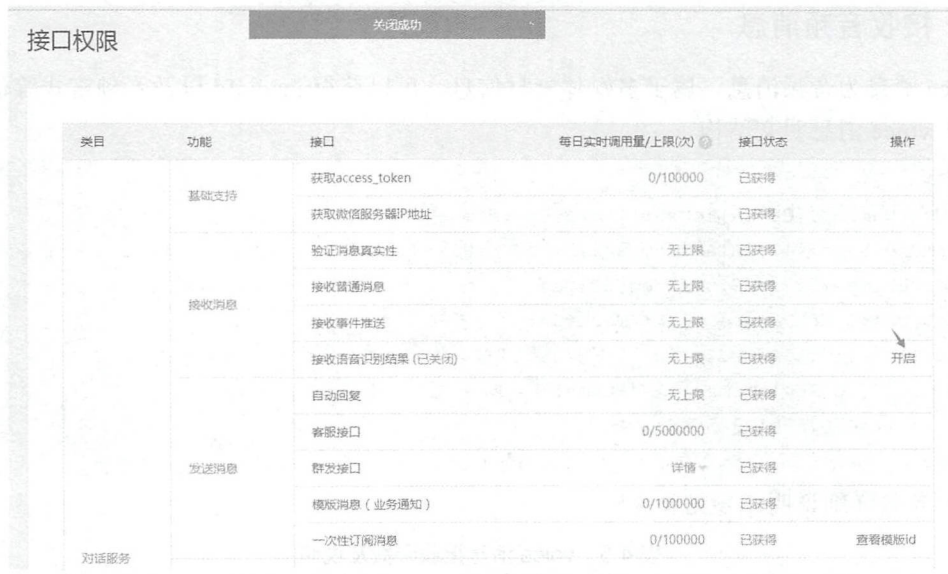 关闭成功
接口权限
类目 功能 接口 每日实时调用量/上限(次) 接口状态 操作
基础支持 获取access_token 0/100000 已获得
获取微信服务器IP地址 已获得
接收消息 验证消息真实性 无上限 已获得
接收普通消息 无上限 已获得
接收事件推送 无上限 已获得
接收语音识别结果 (已关闭) 无上限 已获得 开启
发送消息 自动回复 无上限 已获得
客服接口 0/5000000 已获得
群发接口 详情 已获得
模版消息 ( 业务通知 ) 0/1000000 已获得
一次性订阅消息 0/100000 已获得 查看模版id
对话服务